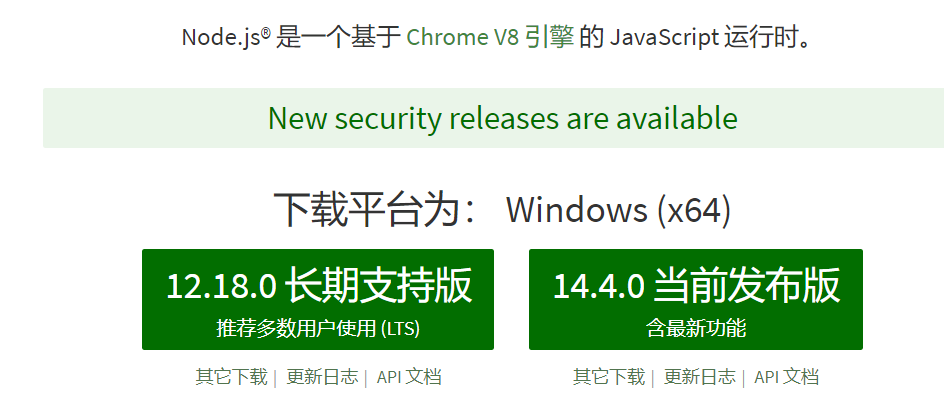 Node.js® 是一个基于 Chrome V8 引擎 的 JavaScript 运行时。
New security releases are available
下载平台为： Windows (x64)
12.18.0 长期支持版
推荐多数用户使用 (LTS)
其它下载 | 更新日志 | API 文档
14.4.0 当前发布版
含最新功能
其它下载 | 更新日志 | API 文档